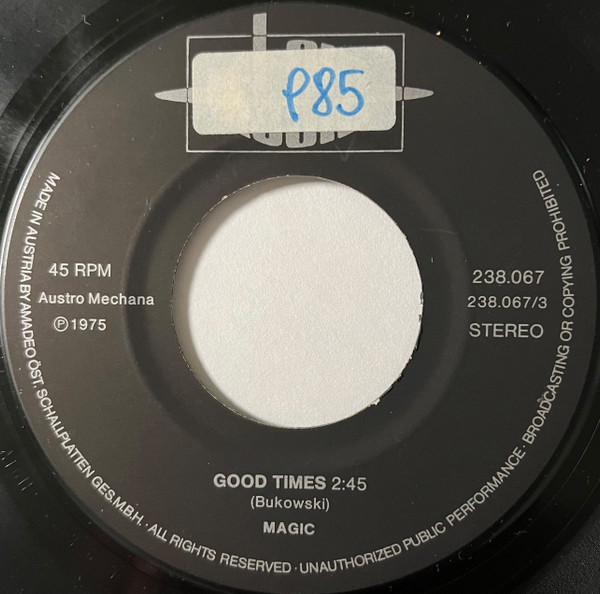 P85
45 RPM
Austro Mechana
Ⓟ1975
238.067
238.067/3
STEREO
GOOD TIMES 2:45
(Bukowski)
MAGIC
MADE IN AUSTRIA BY AMADEO ÖST. SCHALLPLATTEN GES.M.B.H. · ALL RIGHTS RESERVED · UNAUTHORIZED PUBLIC PERFORMANCE · BROADCASTING OR COPYING PROHIBITED